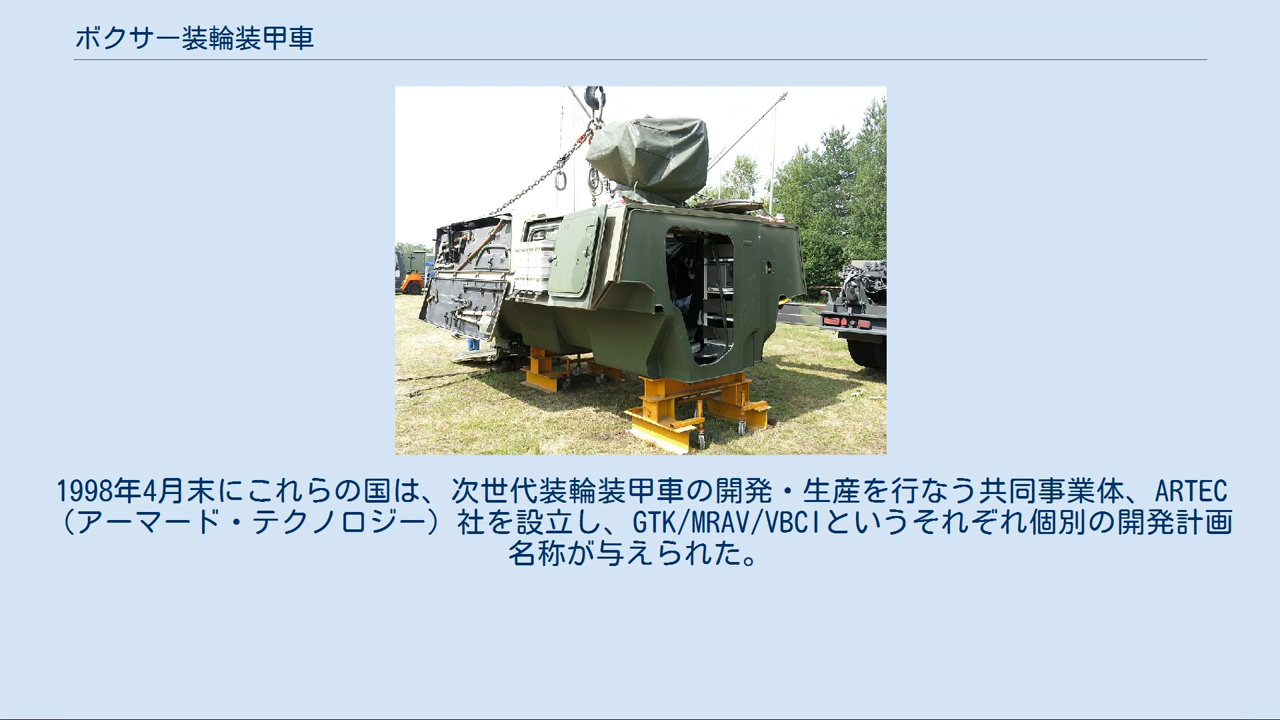 ボクサー装輪装甲車
1998年4月末にこれらの国は、次世代装輪装甲車の開発・生産を行なう共同事業体、ARTEC
（アーマード・テクノロジー）社を設立し、GTK/MRAV/VBCIというそれぞれ個別の開発計画
名称が与えられた。